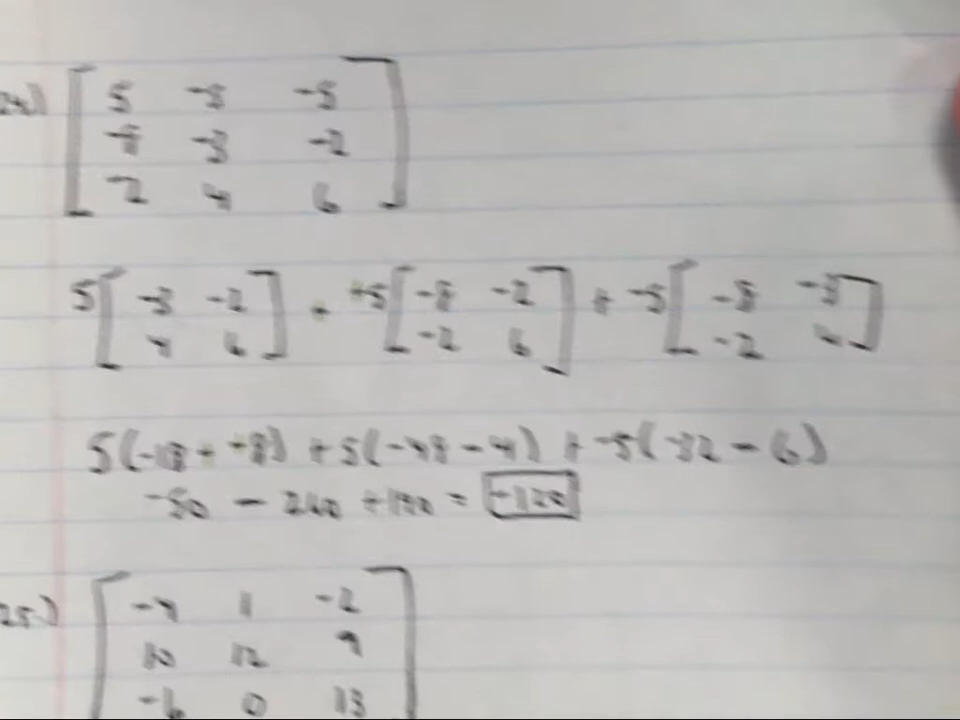 24.) [ 5 -5 -5
-8 -3 -2
-2 4 6 ]
5 [ -3 -2 + 5 [ -8 -2 + -5 [ -8 -3
4 6 ] -2 6 ] -2 4 ]
5(-18 - -8) + 5(-48 - 4) + -5(-32 - 6)
-50 - 260 + 190 = -120
25.) [ -4 1 -2
10 12 9
-6 0 13